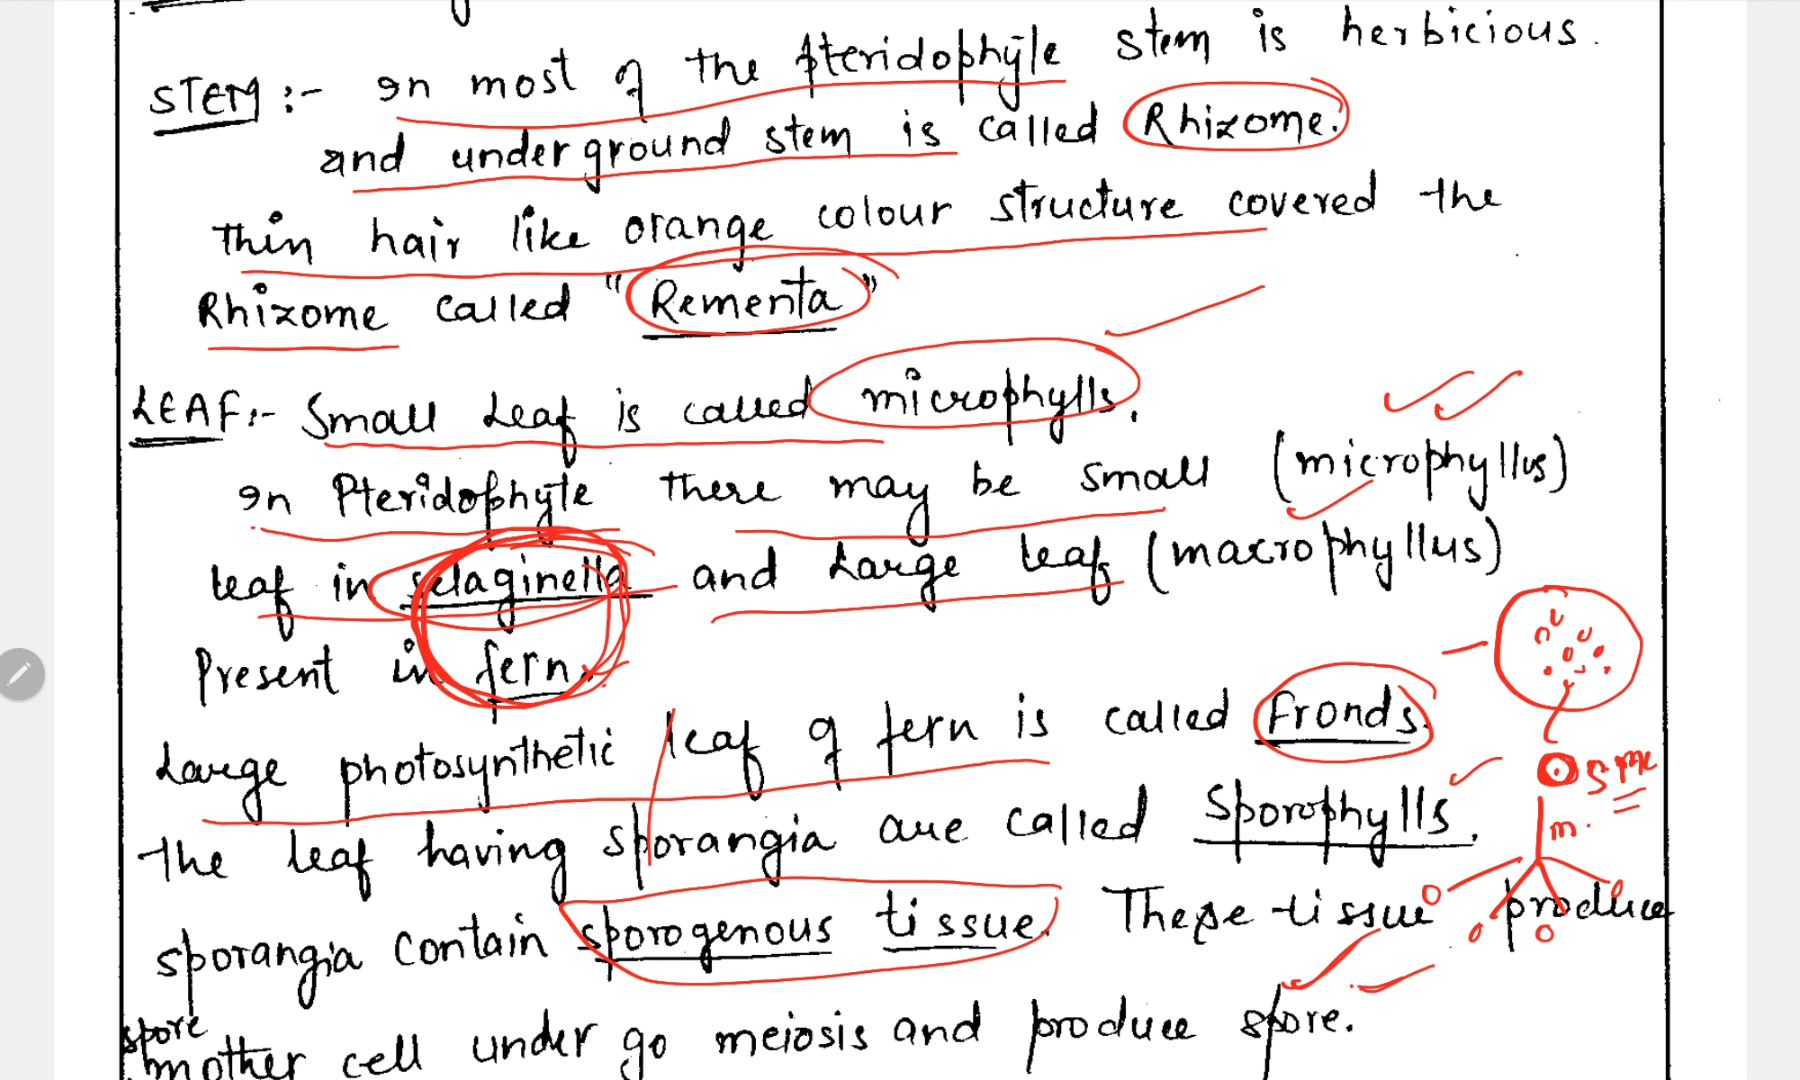 STEM :- In most of the Pteridophyte stem is herbicious.
and underground stem is called Rhizome.
Thin hair like orange colour structure covered the
Rhizome called "Rementa"
LEAF :- Small Leaf is called microphylls.
In Pteridophyte there may be small (microphyllus)
leaf in selaginella and Large leaf (macrophyllus)
Present in fern.
Large photosynthetic leaf of fern is called Fronds.
The leaf having sporangia are called Sporophylls.
SMC
m.
sporangia contain sporogenous tissue. These tissue produce
spore
mother cell under go meiosis and produce spore.